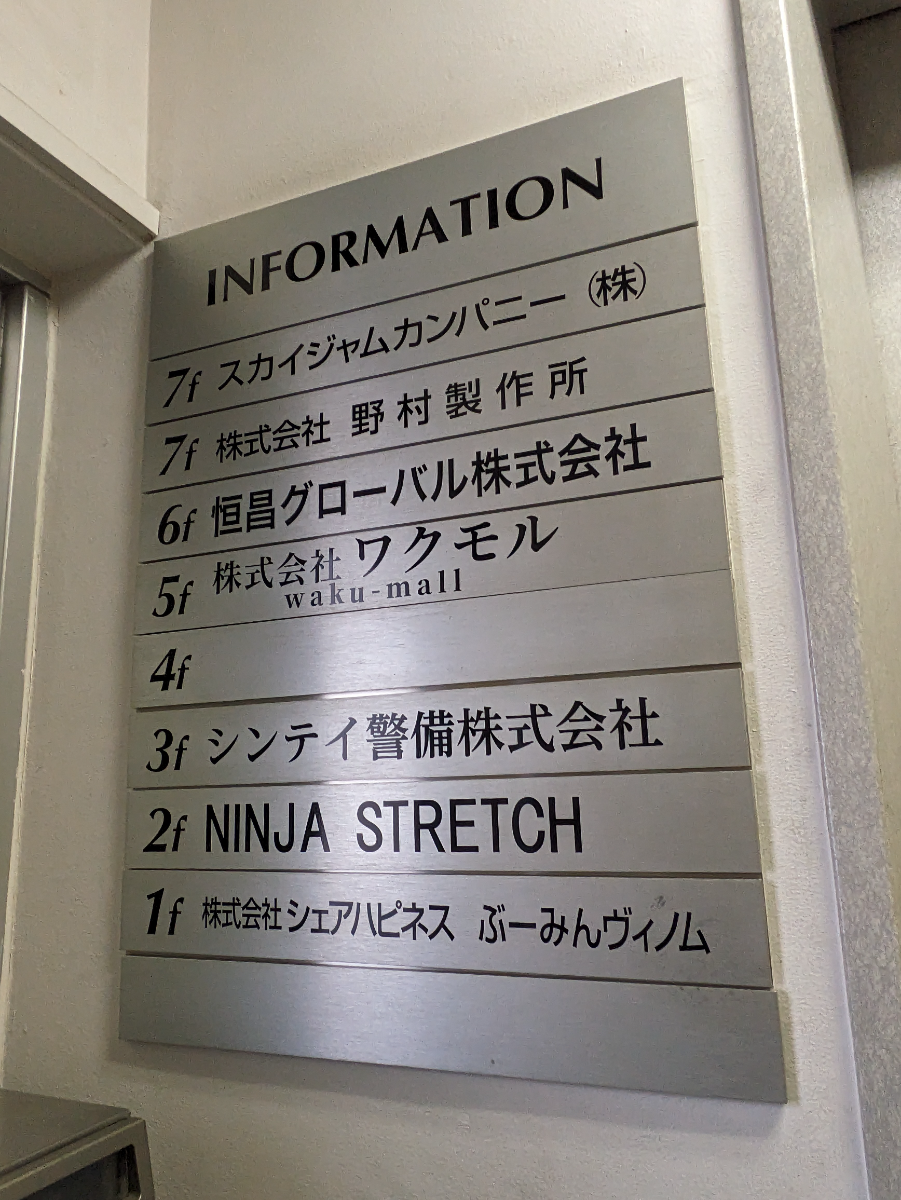 INFORMATION
7f スカイジャムカンパニー（株）
7f 株式会社 野村製作所
6f 恒昌グローバル株式会社
5f 株式会社 ワクモル
waku-mall
4f
3f シンテイ警備株式会社
2f NINJA STRETCH
1f 株式会社シェアハピネス ぶーみんヴィノム